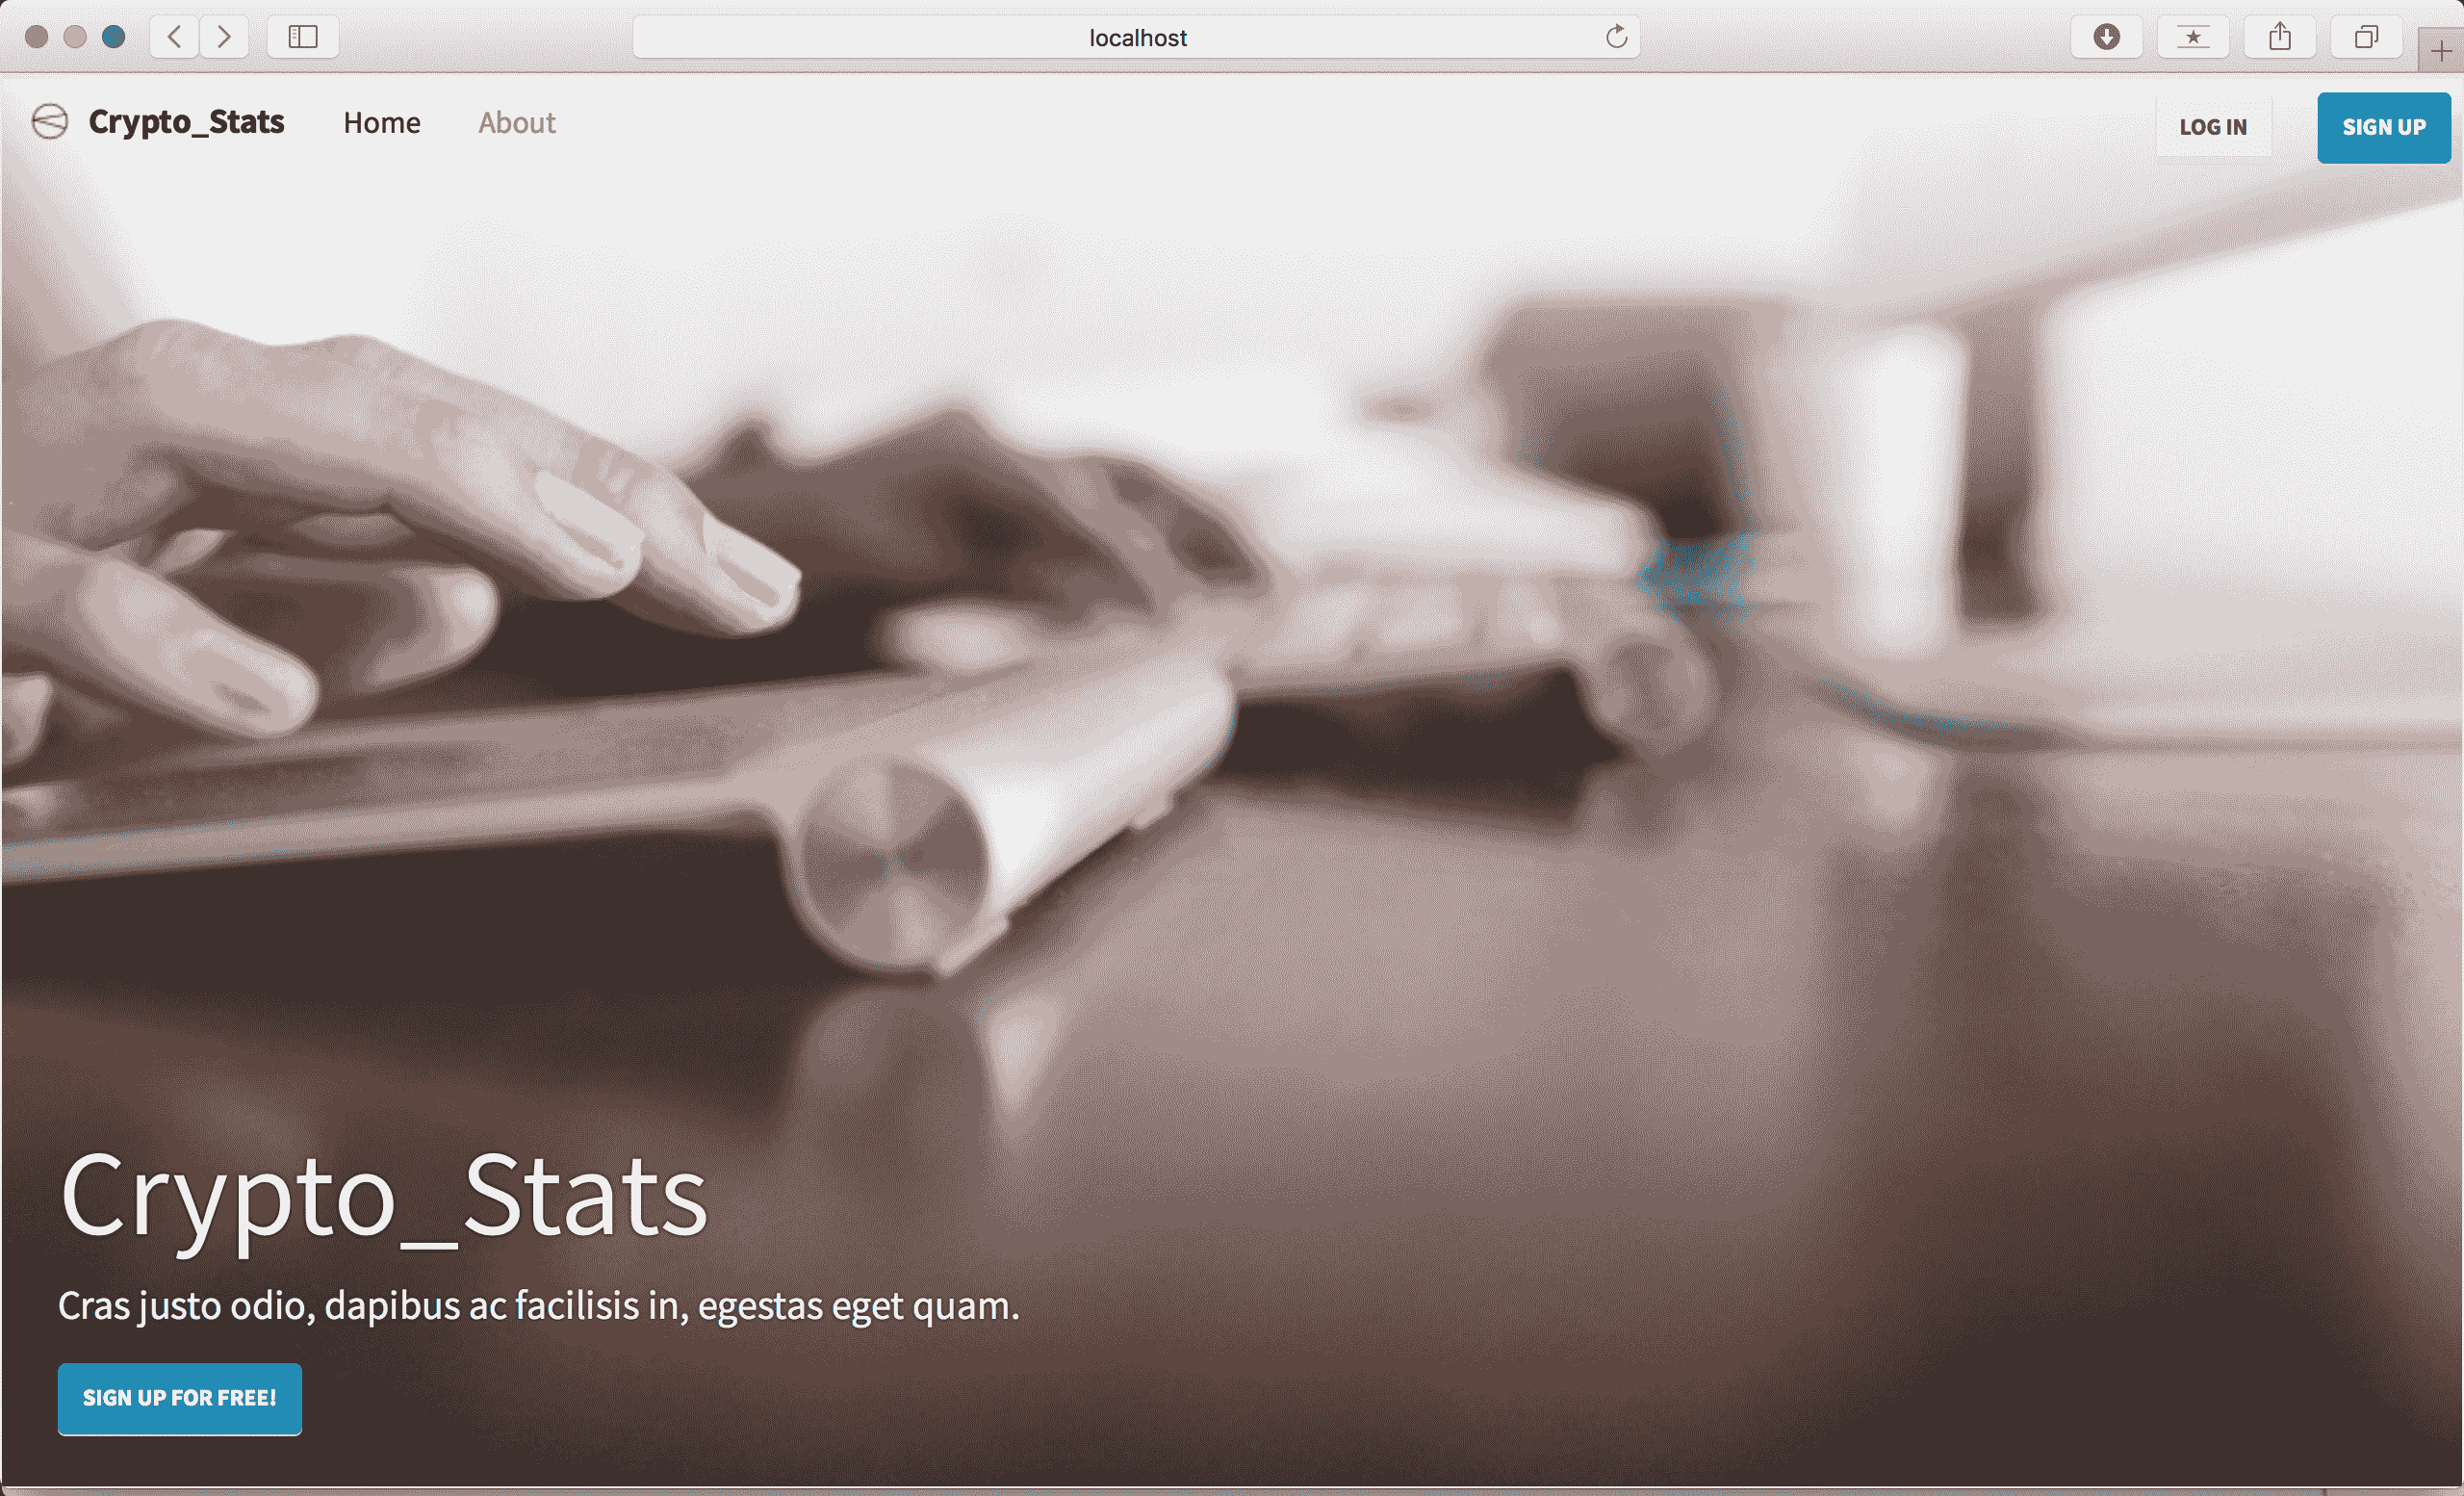 localhost
Crypto_Stats Home About LOG IN SIGN UP
Crypto_Stats
Cras justo odio, dapibus ac facilisis in, egestas eget quam.
SIGN UP FOR FREE!